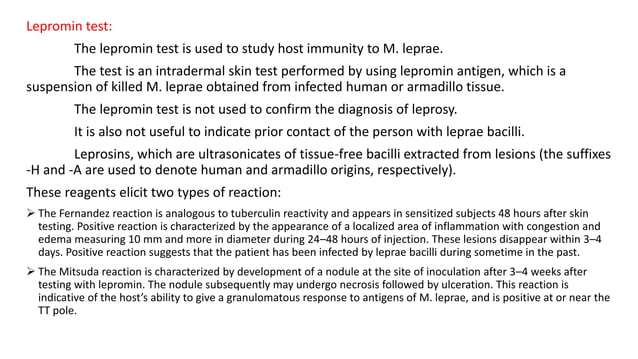 Lepromin test:
The lepromin test is used to study host immunity to M. leprae.
The test is an intradermal skin test performed by using lepromin antigen, which is a
suspension of killed M. leprae obtained from infected human or armadillo tissue.
The lepromin test is not used to confirm the diagnosis of leprosy.
It is also not useful to indicate prior contact of the person with leprae bacilli.
Leprosins, which are ultrasonicates of tissue-free bacilli extracted from lesions (the suffixes
-H and -A are used to denote human and armadillo origins, respectively).
These reagents elicit two types of reaction:
➢ The Fernandez reaction is analogous to tuberculin reactivity and appears in sensitized subjects 48 hours after skin
testing. Positive reaction is characterized by the appearance of a localized area of inflammation with congestion and
edema measuring 10 mm and more in diameter during 24–48 hours of injection. These lesions disappear within 3–4
days. Positive reaction suggests that the patient has been infected by leprae bacilli during sometime in the past.
➢ The Mitsuda reaction is characterized by development of a nodule at the site of inoculation after 3–4 weeks after
testing with lepromin. The nodule subsequently may undergo necrosis followed by ulceration. This reaction is
indicative of the host’s ability to give a granulomatous response to antigens of M. leprae, and is positive at or near the
TT pole.